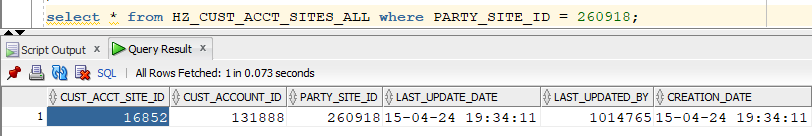 select * from HZ_CUST_ACCT_SITES_ALL where PARTY_SITE_ID = 260918;
Script Output x Query Result x
SQL | All Rows Fetched: 1 in 0.073 seconds
CUST_ACCT_SITE_ID CUST_ACCOUNT_ID PARTY_SITE_ID LAST_UPDATE_DATE LAST_UPDATED_BY CREATION_DATE
1 16852 131888 260918 15-04-24 19:34:11 1014765 15-04-24 19:34:11